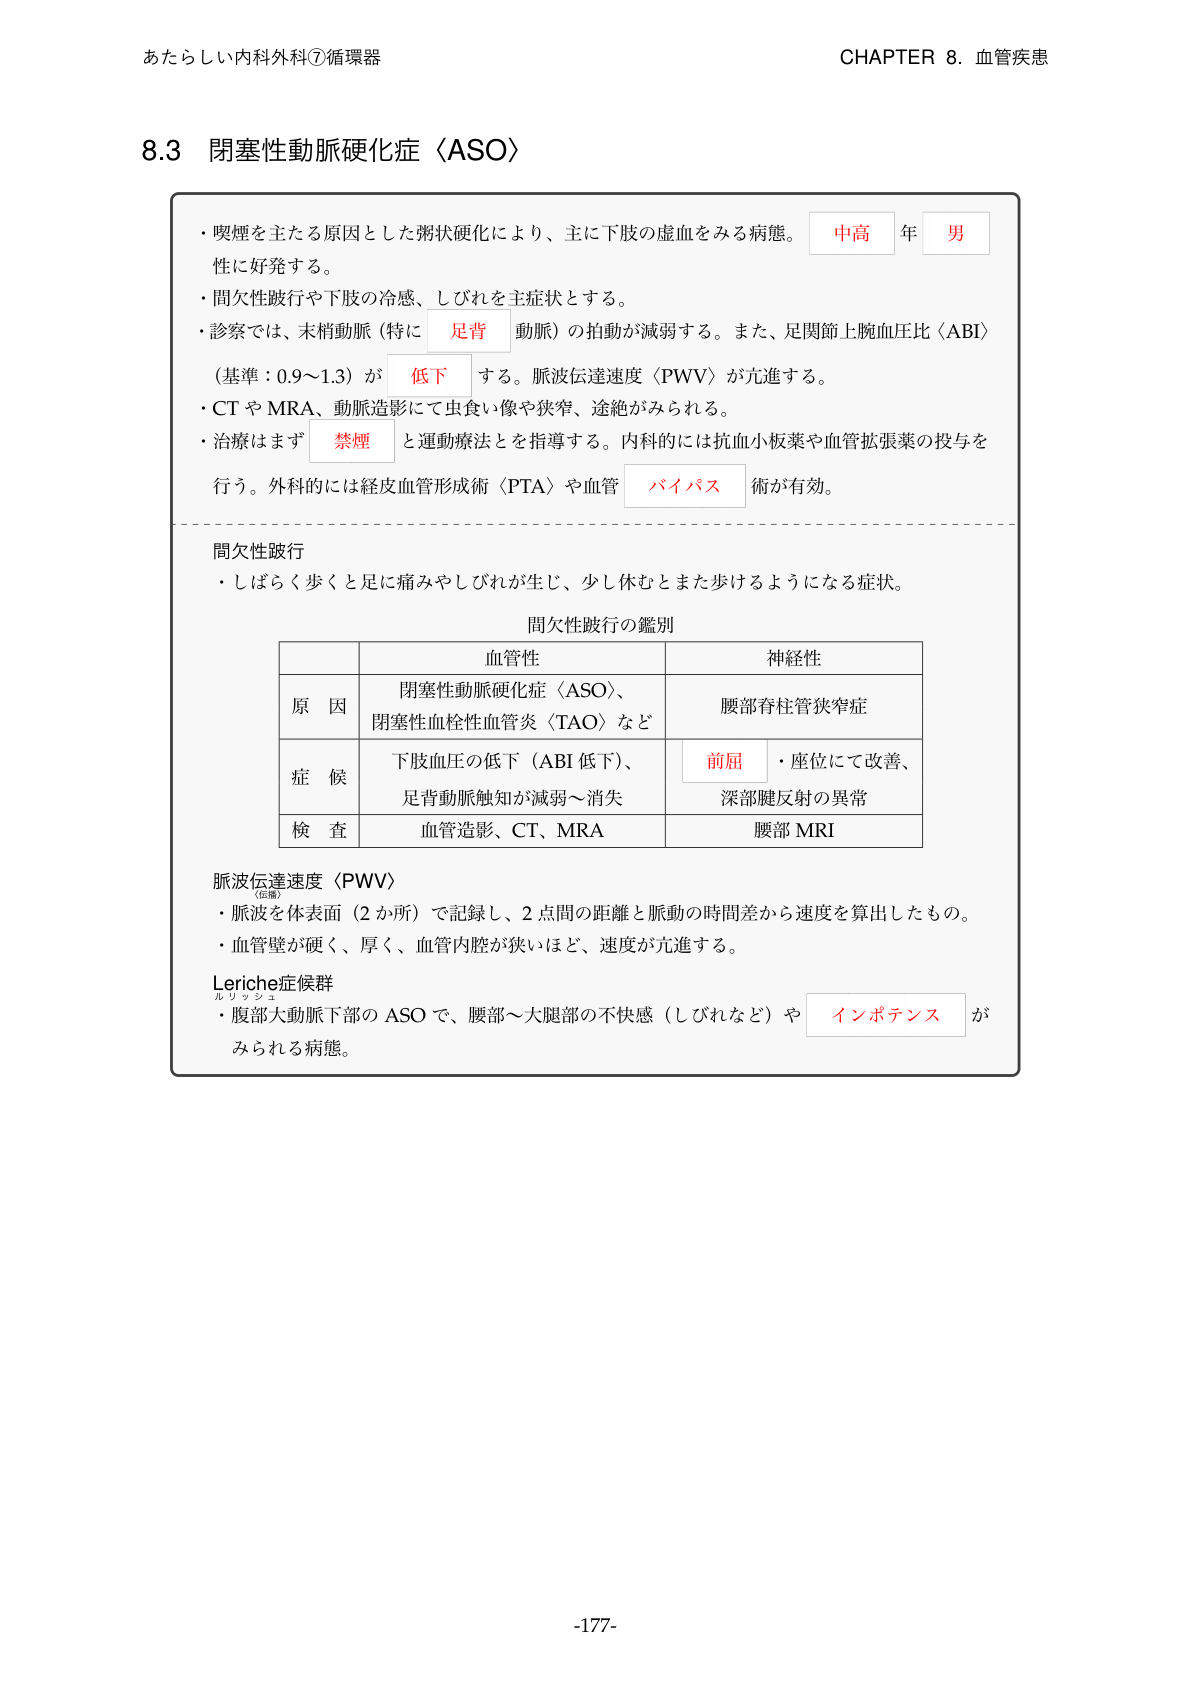 あたらしい内科外科⑦循環器
CHAPTER 8. 血管疾患
8.3 閉塞性動脈硬化症〈ASO〉
・喫煙を主たる原因とした粥状硬化により、主に下肢の虚血をみる病態。 中高 年 男
性に好発する。
・間欠性跛行や下肢の冷感、しびれを主症状とする。
・診察では、末梢動脈（特に 足背 動脈）の拍動が減弱する。また、足関節上腕血圧比〈ABI〉
（基準：0.9〜1.3）が 低下 する。脈波伝達速度〈PWV〉が亢進する。
・CT や MRA、動脈造影にて虫食い像や狭窄、途絶がみられる。
・治療はまず 禁煙 と運動療法とを指導する。内科的には抗血小板薬や血管拡張薬の投与を
行う。外科的には経皮血管形成術〈PTA〉や血管 バイパス 術が有効。
間欠性跛行
・しばらく歩くと足に痛みやしびれが生じ、少し休むとまた歩けるようになる症状。
間欠性跛行の鑑別
血管性 神経性
原 因 閉塞性動脈硬化症〈ASO〉、 腰部脊柱管狭窄症
閉塞性血栓性血管炎〈TAO〉など
症 候 下肢血圧の低下（ABI 低下）、 前屈 ・座位にて改善、
足背動脈触知が減弱〜消失 深部腱反射の異常
検 査 血管造影、CT、MRA 腰部 MRI
脈波伝達速度〈PWV〉
〈伝播〉
・脈波を体表面（2 か所）で記録し、2 点間の距離と脈動の時間差から速度を算出したもの。
・血管壁が硬く、厚く、血管内腔が狭いほど、速度が亢進する。
Leriche症候群
ルリッシュ
・腹部大動脈下部の ASO で、腰部〜大腿部の不快感（しびれなど）や インポテンス が
みられる病態。
-177-